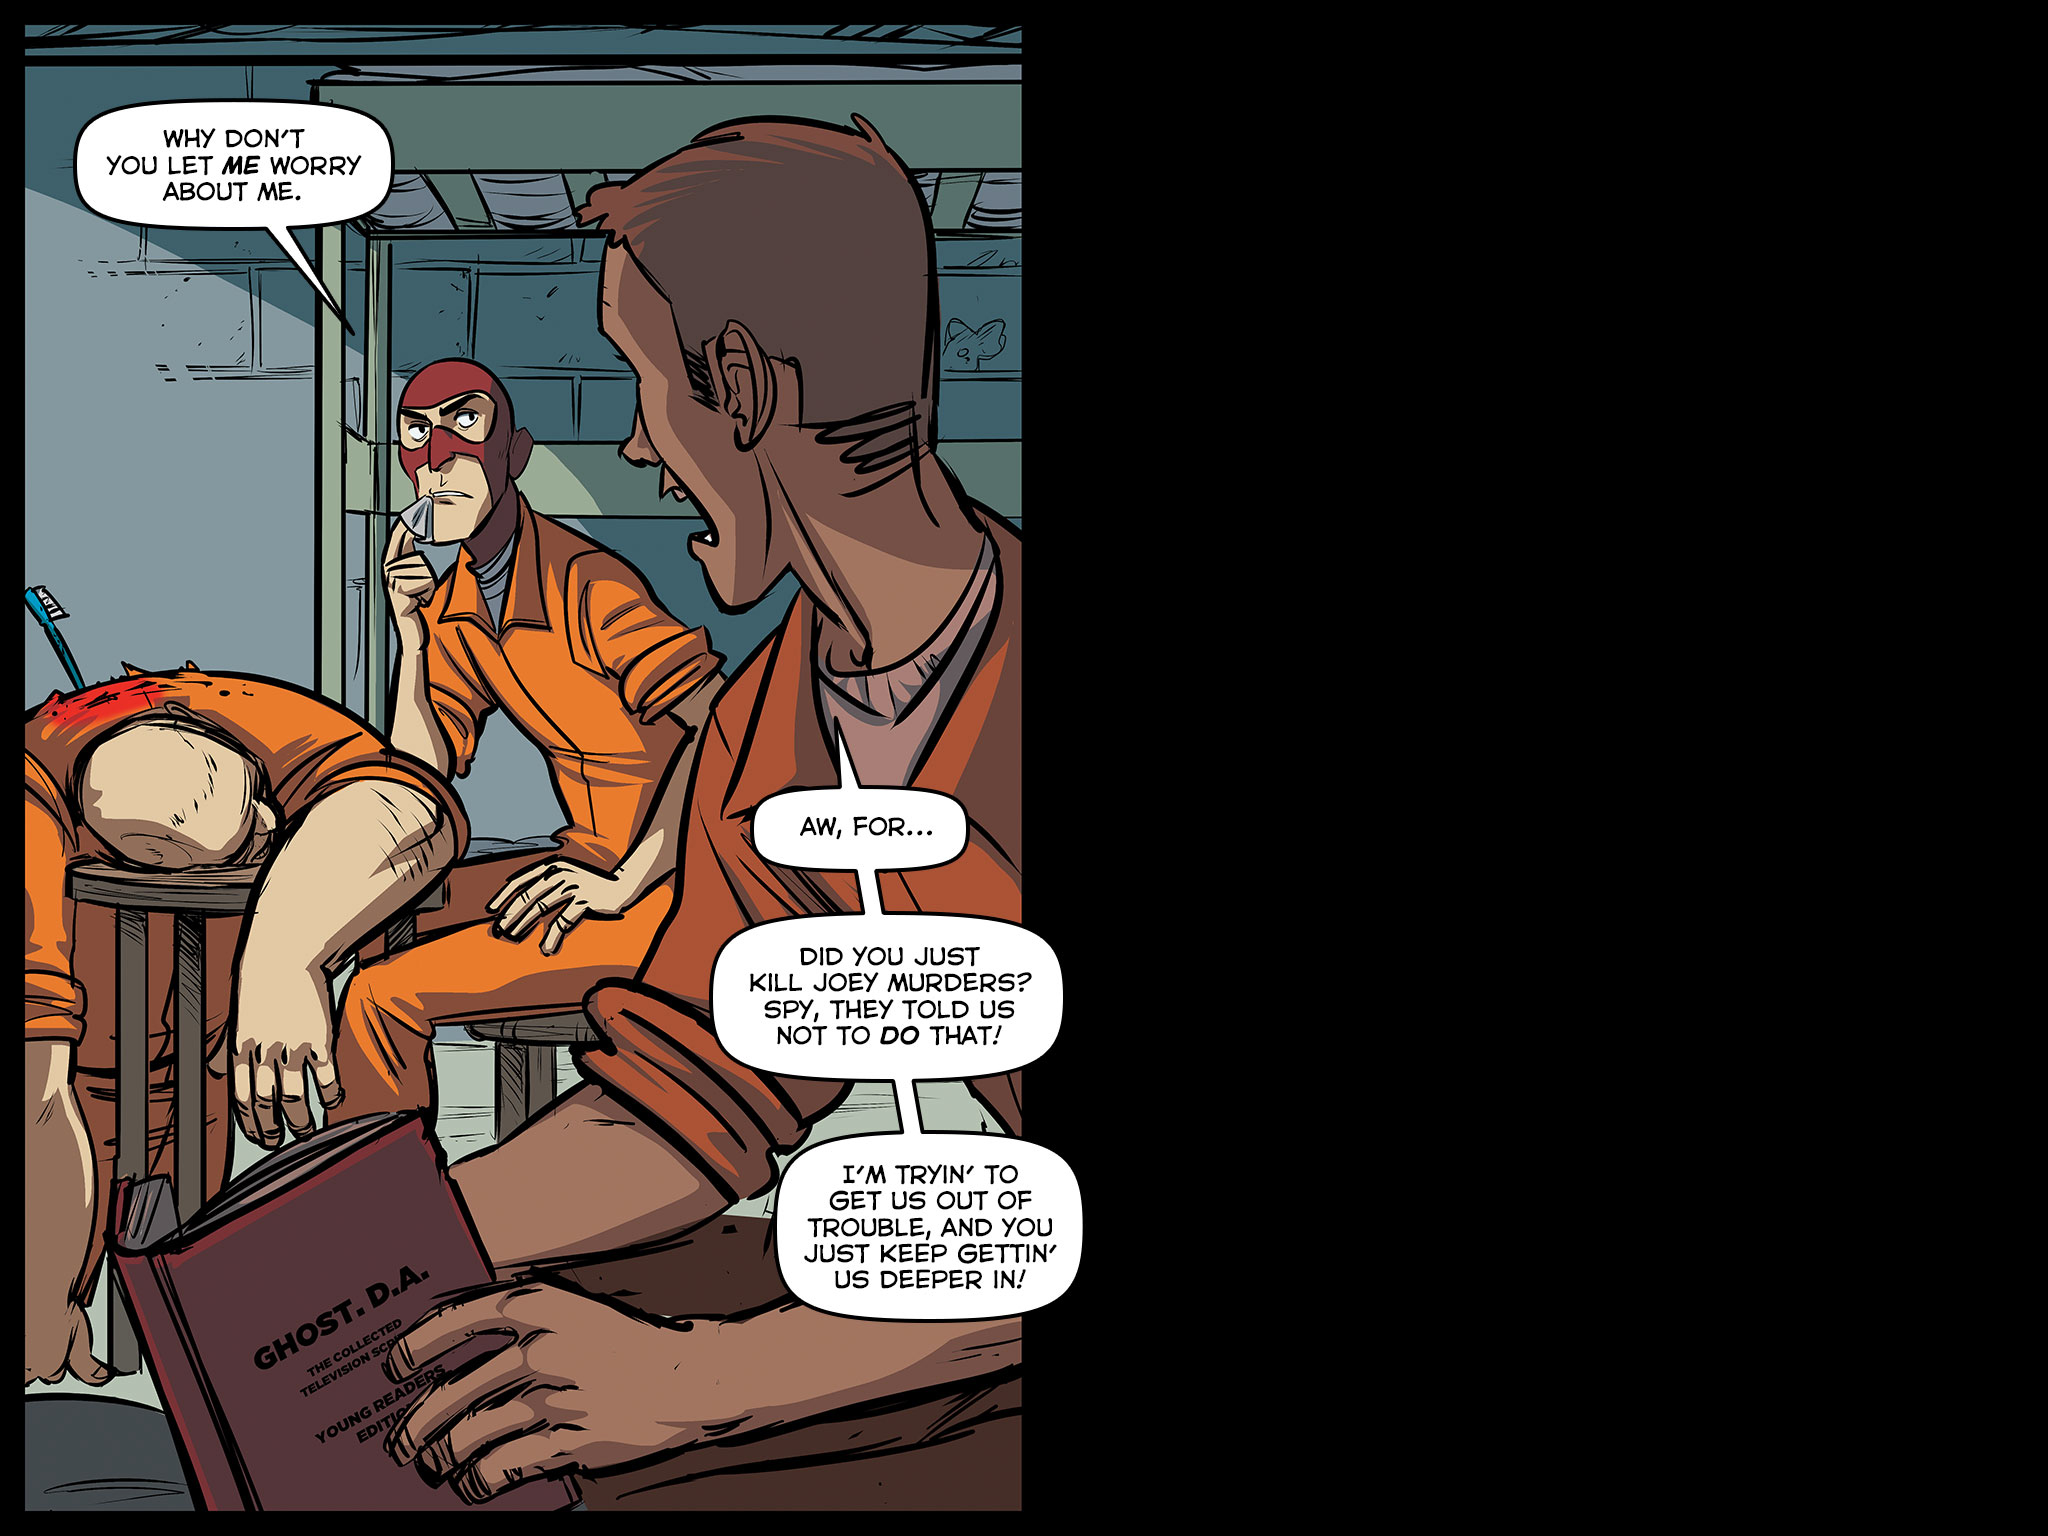 WHY DON'T
YOU LET ME WORRY
ABOUT ME.
AW, FOR...
DID YOU JUST
KILL JOEY MURDERS?
SPY, THEY TOLD US
NOT TO DO THAT!
I'M TRYIN' TO
GET US OUT OF
TROUBLE, AND YOU
JUST KEEP GETTIN'
US DEEPER IN!
GHOST. D.A.
THE COLLECTED
TELEVISION
YOUNG READERS